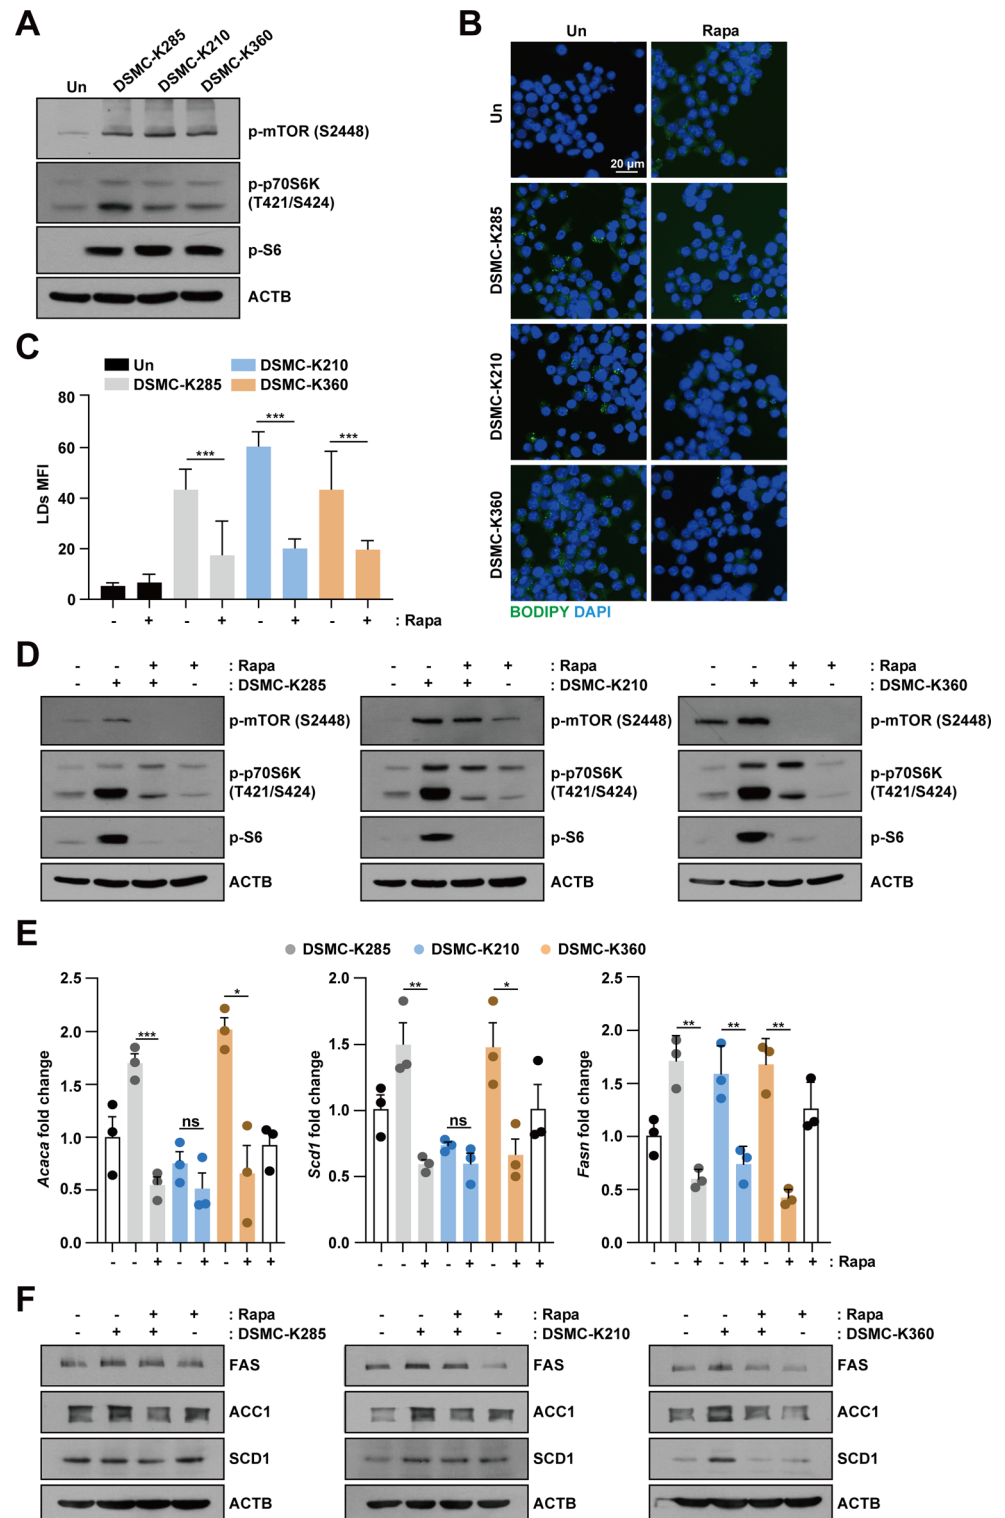 A
Un
DSMC-K285
DSMC-K210
DSMC-K360
p-mTOR (S2448)
p-p70S6K
(T421/S424)
p-S6
ACTB
B
Un
Rapa
Un
20 μm
DSMC-K285
DSMC-K210
DSMC-K360
BODIPY DAPI
C
Un
DSMC-K210
DSMC-K285
DSMC-K360
LDs MFI
80
60
40
20
0
***
***
***
- + - + - + - + : Rapa
D
- - + + : Rapa
- + + - : DSMC-K285
p-mTOR (S2448)
p-p70S6K
(T421/S424)
p-S6
ACTB
- - + + : Rapa
- + + - : DSMC-K210
p-mTOR (S2448)
p-p70S6K
(T421/S424)
p-S6
ACTB
- - + + : Rapa
- + + - : DSMC-K360
p-mTOR (S2448)
p-p70S6K
(T421/S424)
p-S6
ACTB
E
DSMC-K285
DSMC-K210
DSMC-K360
Acaca fold change
2.5
2.0
1.5
1.0
0.5
0.0
***
ns
*
- - + - + - + +
Scd1 fold change
2.0
1.5
1.0
0.5
0.0
**
ns
*
- - + - + - + +
Fasn fold change
2.5
2.0
1.5
1.0
0.5
0.0
**
**
**
- - + - + - + + : Rapa
F
- - + + : Rapa
- + + - : DSMC-K285
FAS
ACC1
SCD1
ACTB
- - + + : Rapa
- + + - : DSMC-K210
FAS
ACC1
SCD1
ACTB
- - + + : Rapa
- + + - : DSMC-K360
FAS
ACC1
SCD1
ACTB